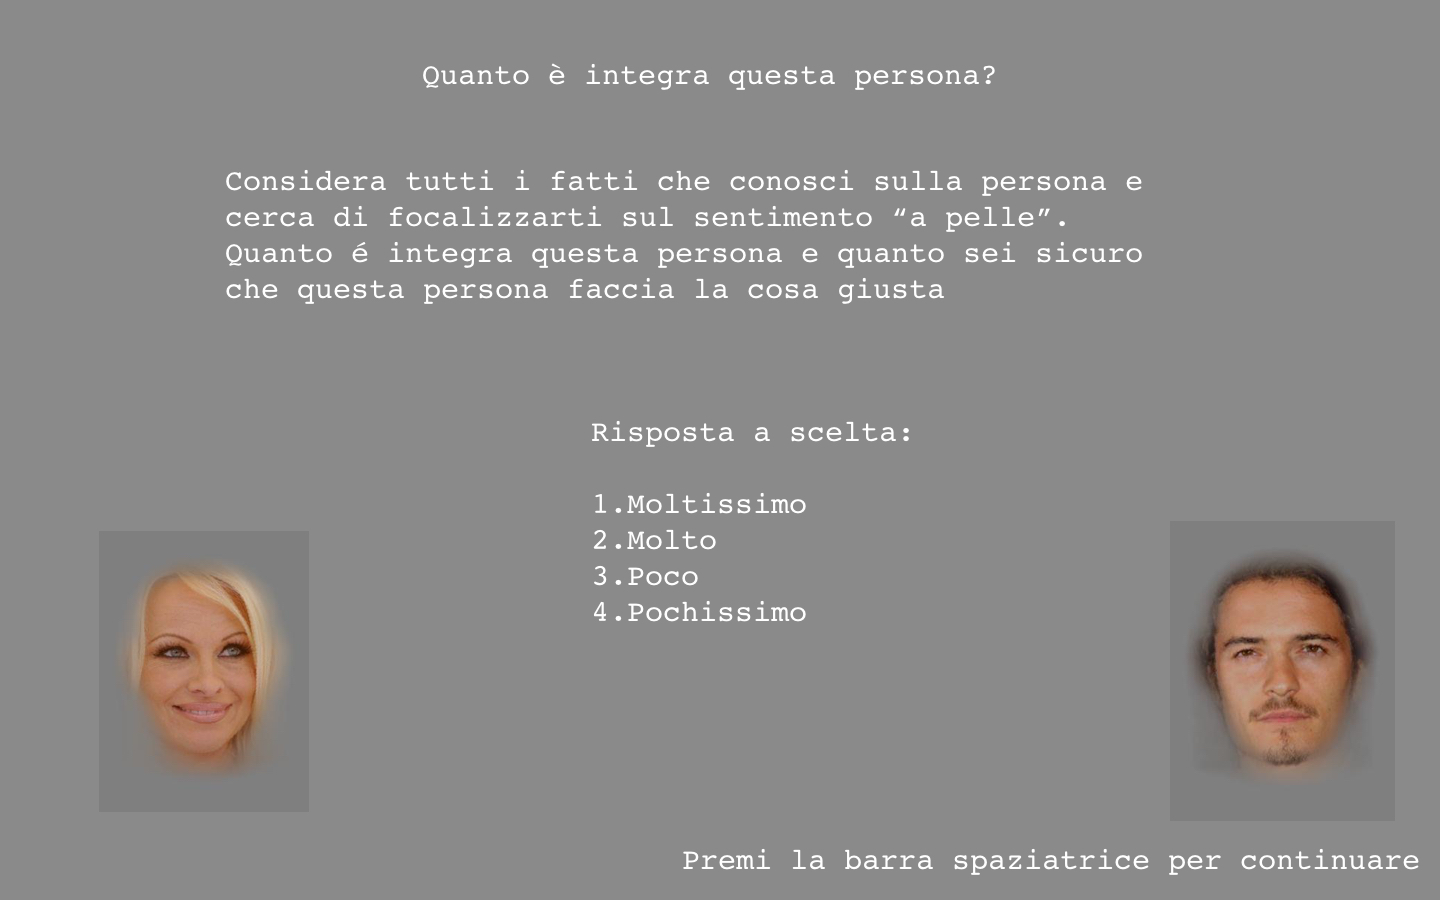 Quanto è integra questa persona?
Considera tutti i fatti che conosci sulla persona e
cerca di focalizzarti sul sentimento “a pelle”.
Quanto é integra questa persona e quanto sei sicuro
che questa persona faccia la cosa giusta
Risposta a scelta:
1.Moltissimo
2.Molto
3.Poco
4.Pochissimo
Premi la barra spaziatrice per continuare